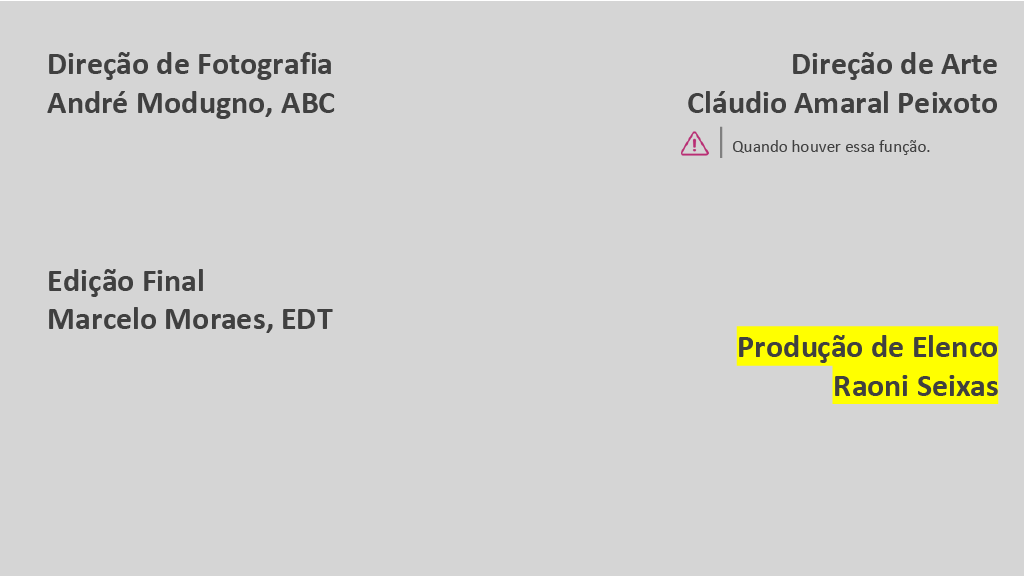 Direção de Fotografia
André Modugno, ABC
Direção de Arte
Cláudio Amaral Peixoto
Quando houver essa função.
Edição Final
Marcelo Moraes, EDT
Produção de Elenco
Raoni Seixas